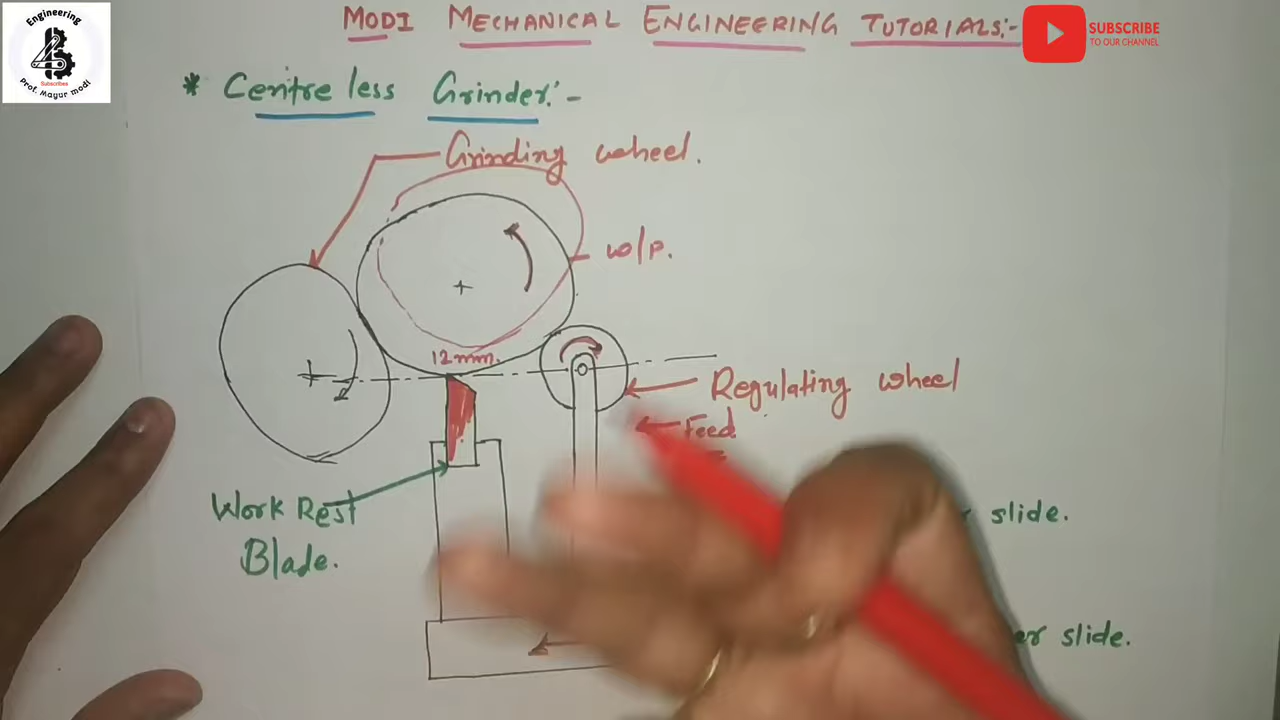 Engineering
Subscribes
Prof. Mayur modi
MODI MECHANICAL ENGINEERING TUTORIALS:-
SUBSCRIBE
TO OUR CHANNEL
* Centre less Grinder:-
Grinding wheel.
w/p.
12mm.
Regulating wheel
Feed
Work Rest
Blade.
slide.
slide.